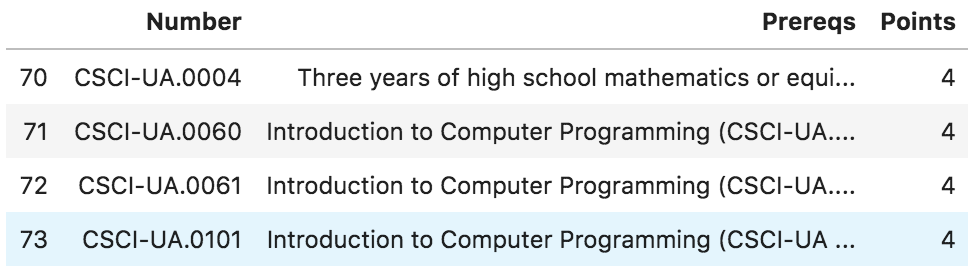 Number Prereqs Points
70 CSCI-UA.0004 Three years of high school mathematics or equi... 4
71 CSCI-UA.0060 Introduction to Computer Programming (CSCI-UA.... 4
72 CSCI-UA.0061 Introduction to Computer Programming (CSCI-UA.... 4
73 CSCI-UA.0101 Introduction to Computer Programming (CSCI-UA ... 4